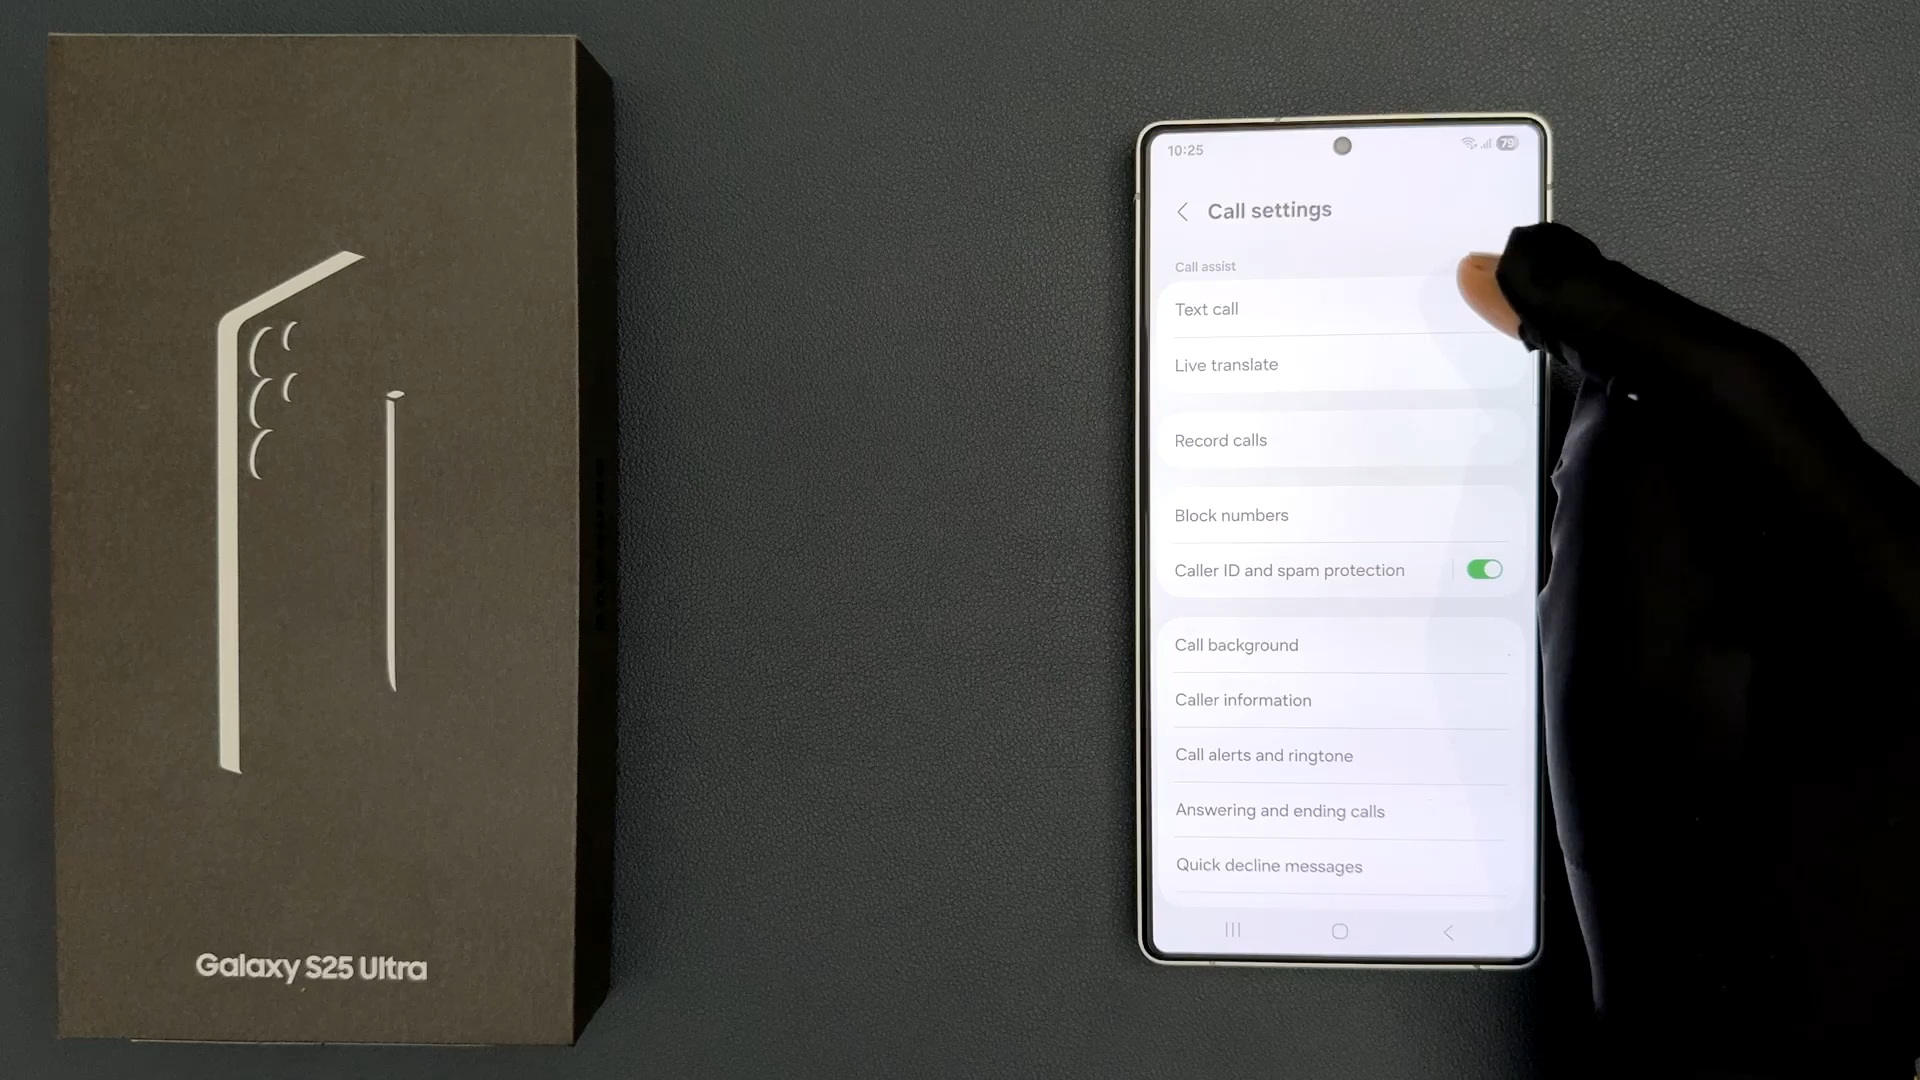 Galaxy S25 Ultra
10:25
79
Call settings
Call assist
Text call
Live translate
Record calls
Block numbers
Caller ID and spam protection
Call background
Caller information
Call alerts and ringtone
Answering and ending calls
Quick decline messages